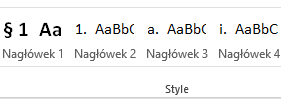 § 1 Aa 1. AaBb( a. AaBb( i. AaBbC
Nagłówek 1 Nagłówek 2 Nagłówek 3 Nagłówek 4
Style